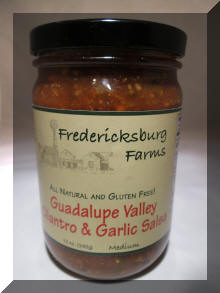 Fredericksburg
Farms
All Natural and Gluten Free!
Guadalupe Valley
Cilantro & Garlic Salsa
Medium